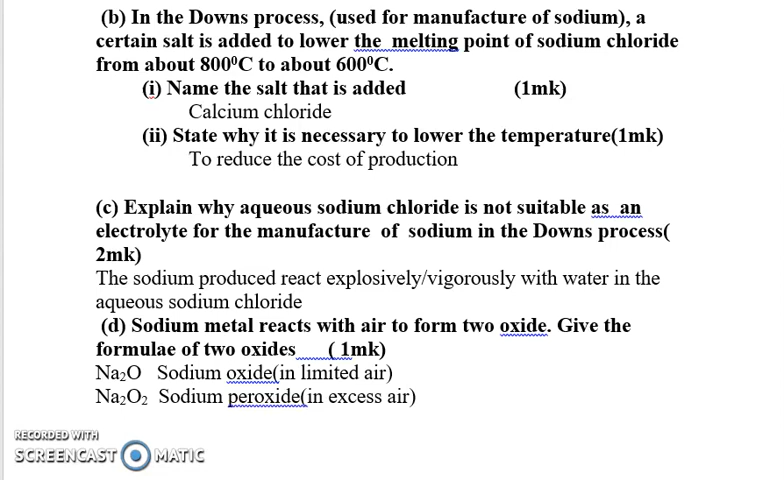 (b) In the Downs process, (used for manufacture of sodium), a
certain salt is added to lower the melting point of sodium chloride
from about 800⁰C to about 600⁰C.
(i) Name the salt that is added (1mk)
Calcium chloride
(ii) State why it is necessary to lower the temperature(1mk)
To reduce the cost of production
(c) Explain why aqueous sodium chloride is not suitable as an
electrolyte for the manufacture of sodium in the Downs process(
2mk)
The sodium produced react explosively/vigorously with water in the
aqueous sodium chloride
(d) Sodium metal reacts with air to form two oxide. Give the
formulae of two oxides ( 1mk)
Na₂O Sodium oxide(in limited air)
Na₂O₂ Sodium peroxide(in excess air)
RECORDED WITH
SCREENCAST MATIC